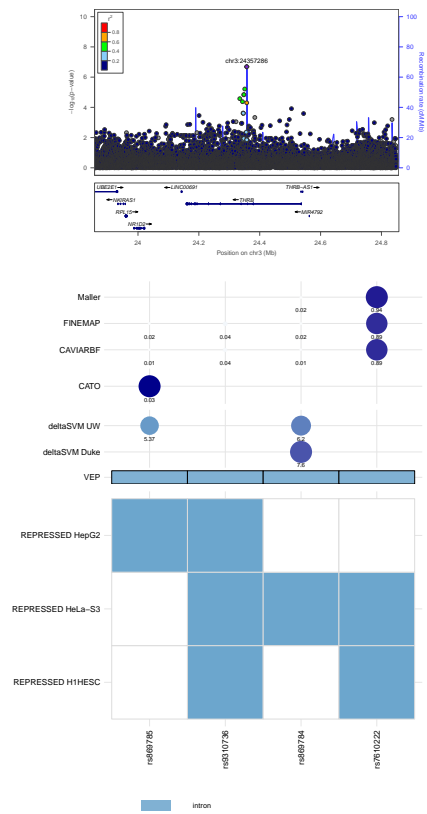 chr3:24357286
r²
0.8
0.6
0.4
0.2
10
8
6
4
2
0
−log₁₀(p−value)
100
80
60
40
20
0
Recombination rate (cM/Mb)
UBE2E1
LINC00691
THRB−AS1
NKIRAS1
THRB
RPL15
MIR4792
NR1D2
24
24.2
24.4
24.6
24.8
Position on chr3 (Mb)
Maller
0.02
0.94
FINEMAP
0.02
0.04
0.02
0.89
CAVIARBF
0.01
0.04
0.01
0.89
CATO
0.03
deltaSVM UW
5.37
6.2
deltaSVM Duke
7.6
VEP
REPRESSED HepG2
REPRESSED HeLa−S3
REPRESSED H1HESC
rs869785
rs9310736
rs869784
rs7610222
intron